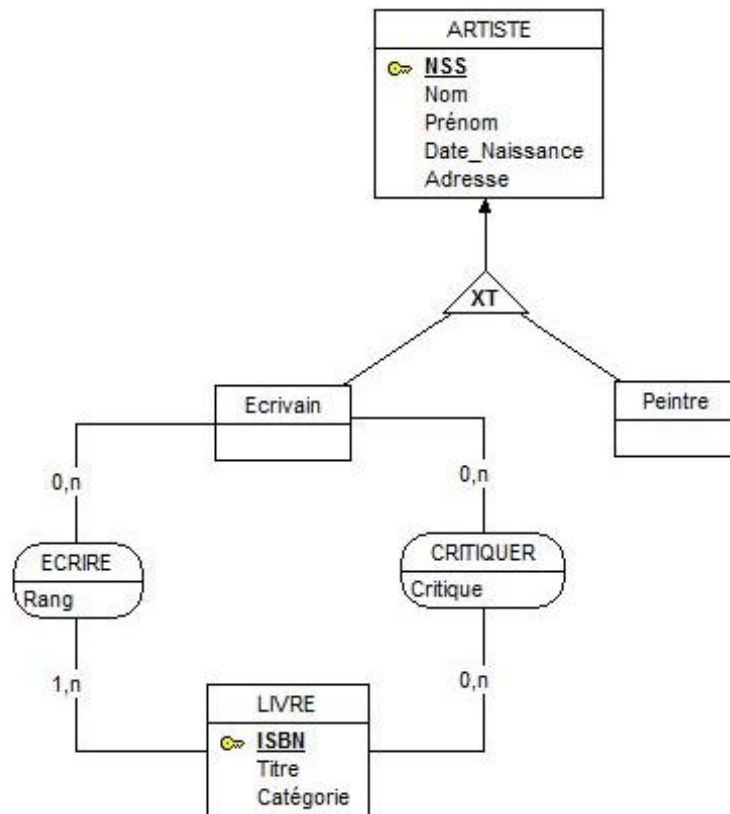 ARTISTE
NSS
Nom
Prénom
Date_Naissance
Adresse
XT
Ecrivain
Peintre
0,n
0,n
ECRIRE
Rang
CRITIQUER
Critique
1,n
0,n
LIVRE
ISBN
Titre
Catégorie